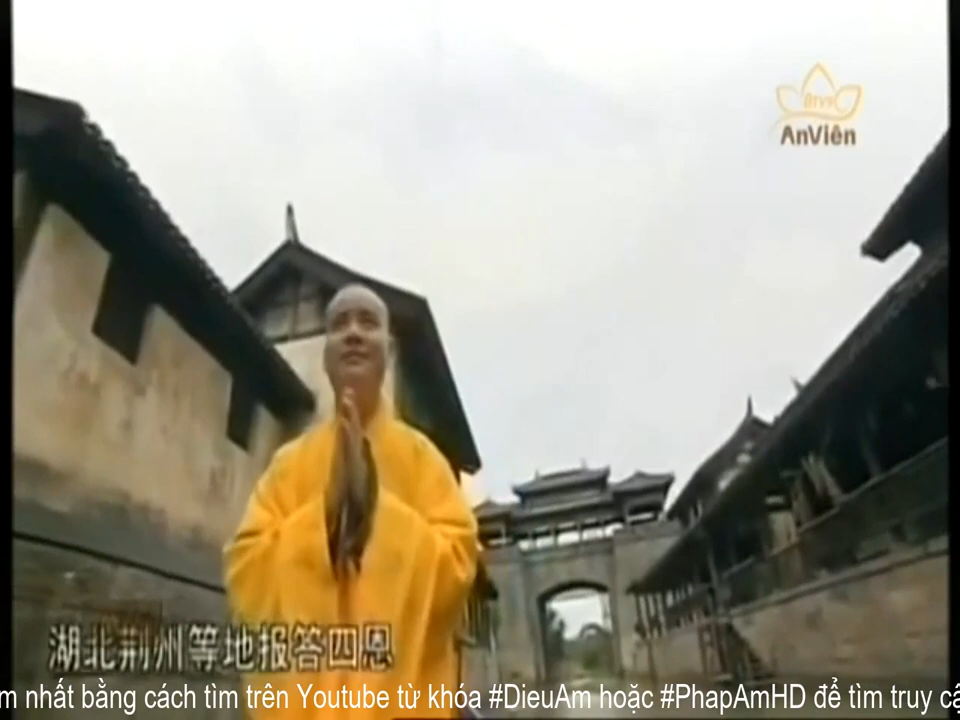 BTV9
AnViên
湖北荆州等地报答四恩
m nhất bằng cách tìm trên Youtube từ khóa #DieuAm hoặc #PhapAmHD để tìm truy cậ